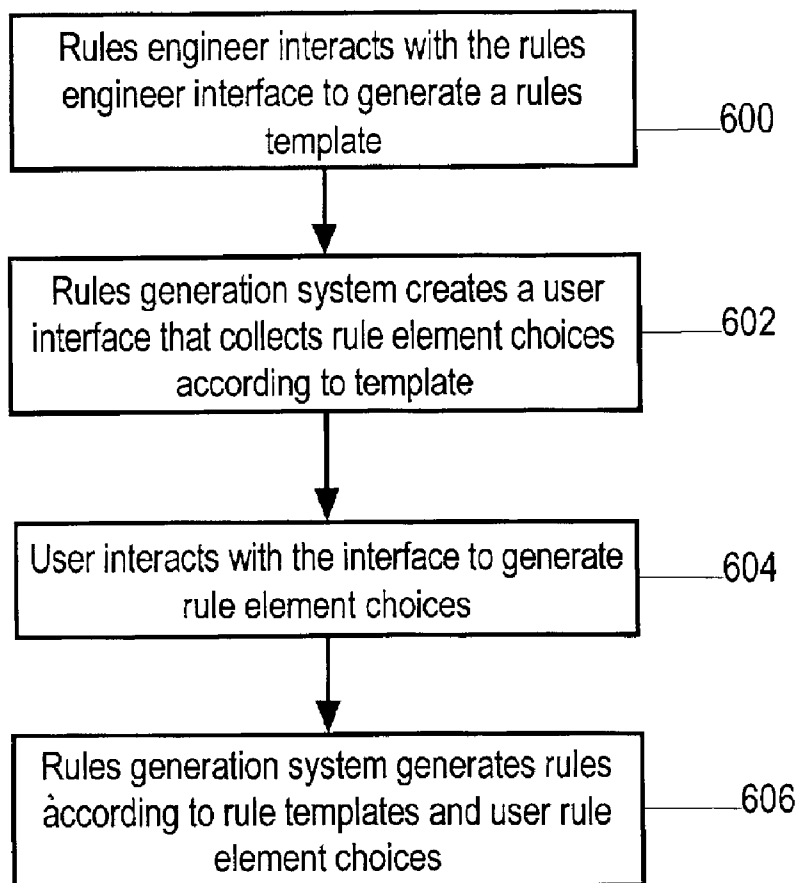 Rules engineer interacts with the rules
engineer interface to generate a rules
template
600
Rules generation system creates a user
interface that collects rule element choices
according to template
602
User interacts with the interface to generate
rule element choices
604
Rules generation system generates rules
according to rule templates and user rule
element choices
606